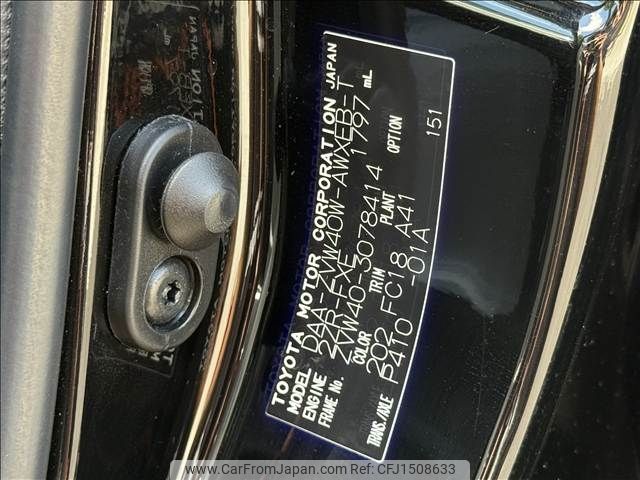 TOYOTA MOTOR CORPORATION JAPAN
MODEL DAA-ZVW40W-AWXEB-T
ENGINE 2ZR-FXE 1797 mL
FRAME No. ZVW40-3078414
COLOR TRIM PLANT OPTION
202 FC18 A41 151
TRANS./AXLE P410 -01A
www.CarFromJapan.com | CFJ1508633